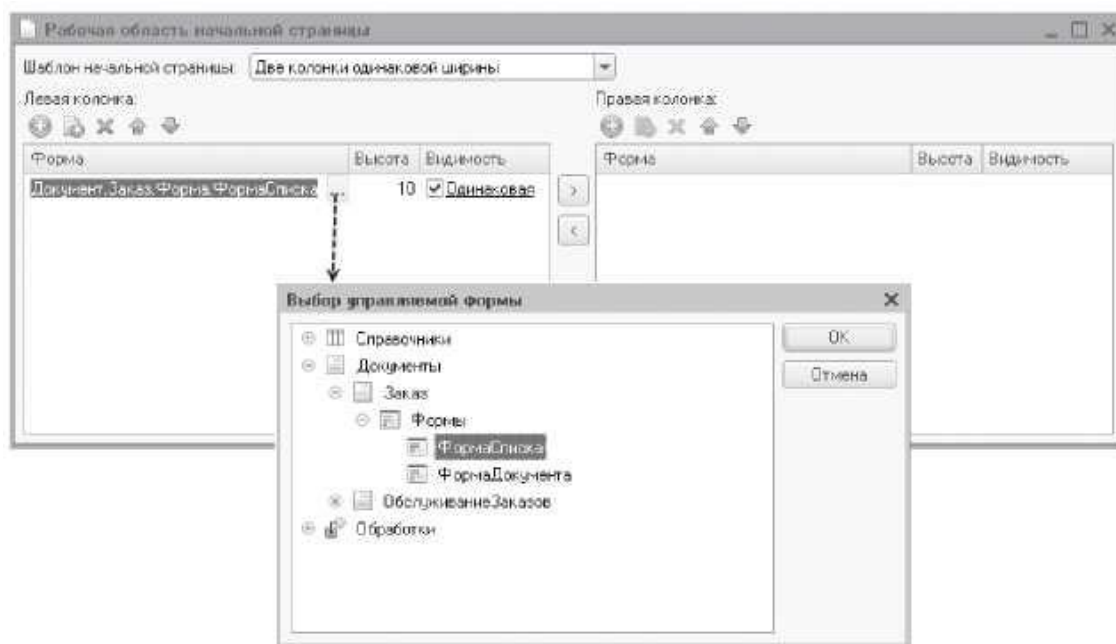 Рабочая область начальной страницы
Шаблон начальной страницы: Две колонки одинаковой ширины
Левая колонка: Правая колонка:
Форма Высота Видимость Форма Высота Видимость
Документ.Заказ.Форма.ФормаСписка ... 10 Одинаковая
>
<
Выбор управляемой формы
Справочники OK
Документы
Отмена
Заказ
Формы
ФормаСписка
ФормаДокумента
ОбслуживаниеЗаказов
Обработки